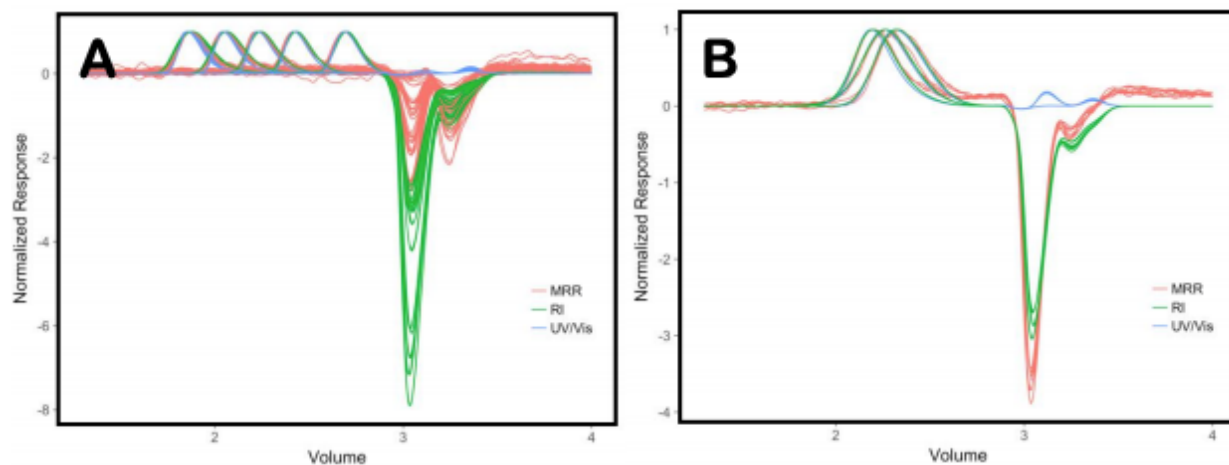 A
0
-2
-4
-6
-8
Normalized Response
2
3
4
Volume
MRR
RI
UV/Vis
B
1
0
-1
-2
-3
-4
Normalized Response
2
3
4
Volume
MRR
RI
UV/Vis